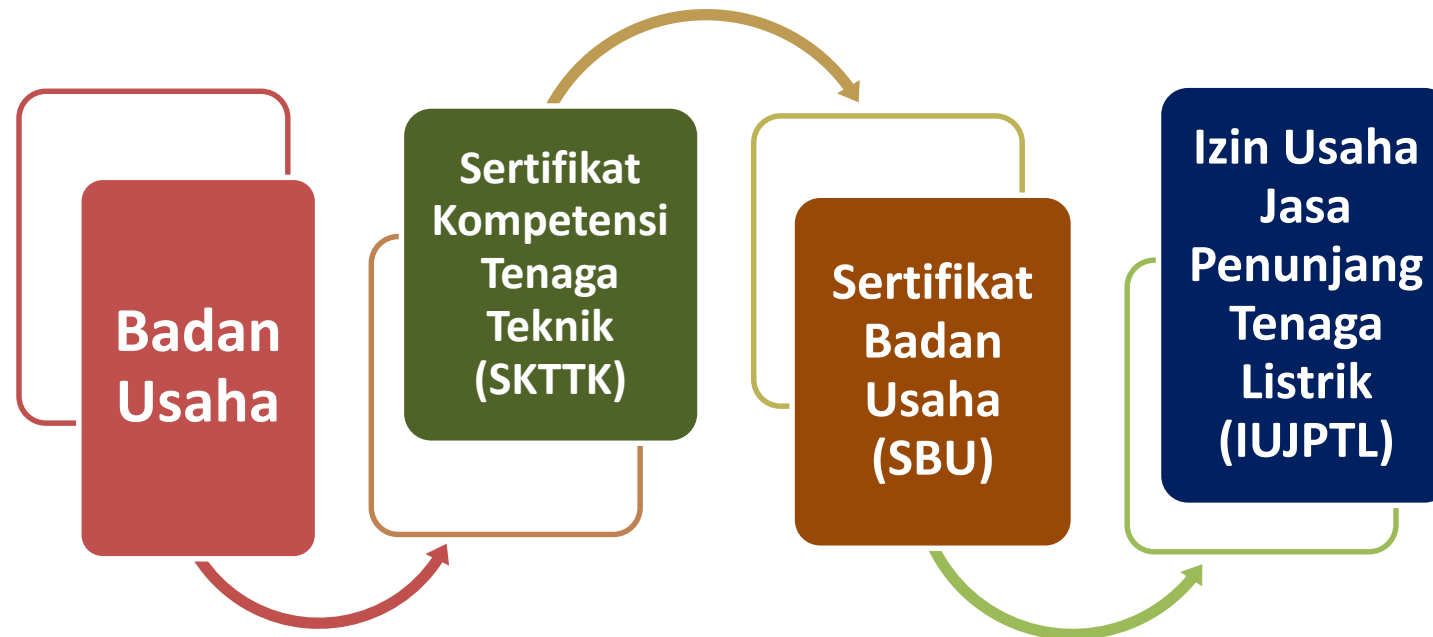 Badan
Usaha
Sertifikat
Kompetensi
Tenaga
Teknik
(SKTTK)
Sertifikat
Badan
Usaha
(SBU)
Izin Usaha
Jasa
Penunjang
Tenaga
Listrik
(IUJPTL)